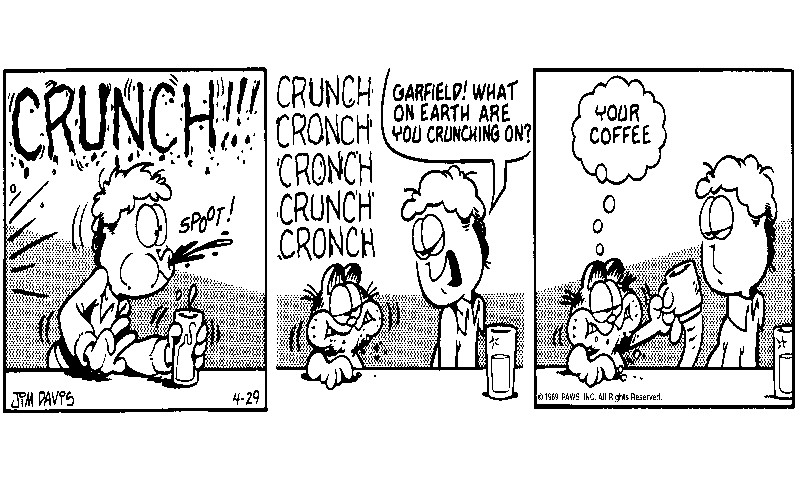 CRUNCH!!!
SPOOT!
JIM DAVIS
4-29
CRUNCH
CRONCH
CRONCH
CRUNCH
CRONCH
GARFIELD! WHAT
ON EARTH ARE
YOU CRUNCHING ON?
YOUR
COFFEE
© 1989 PAWS, INC. All Rights Reserved.